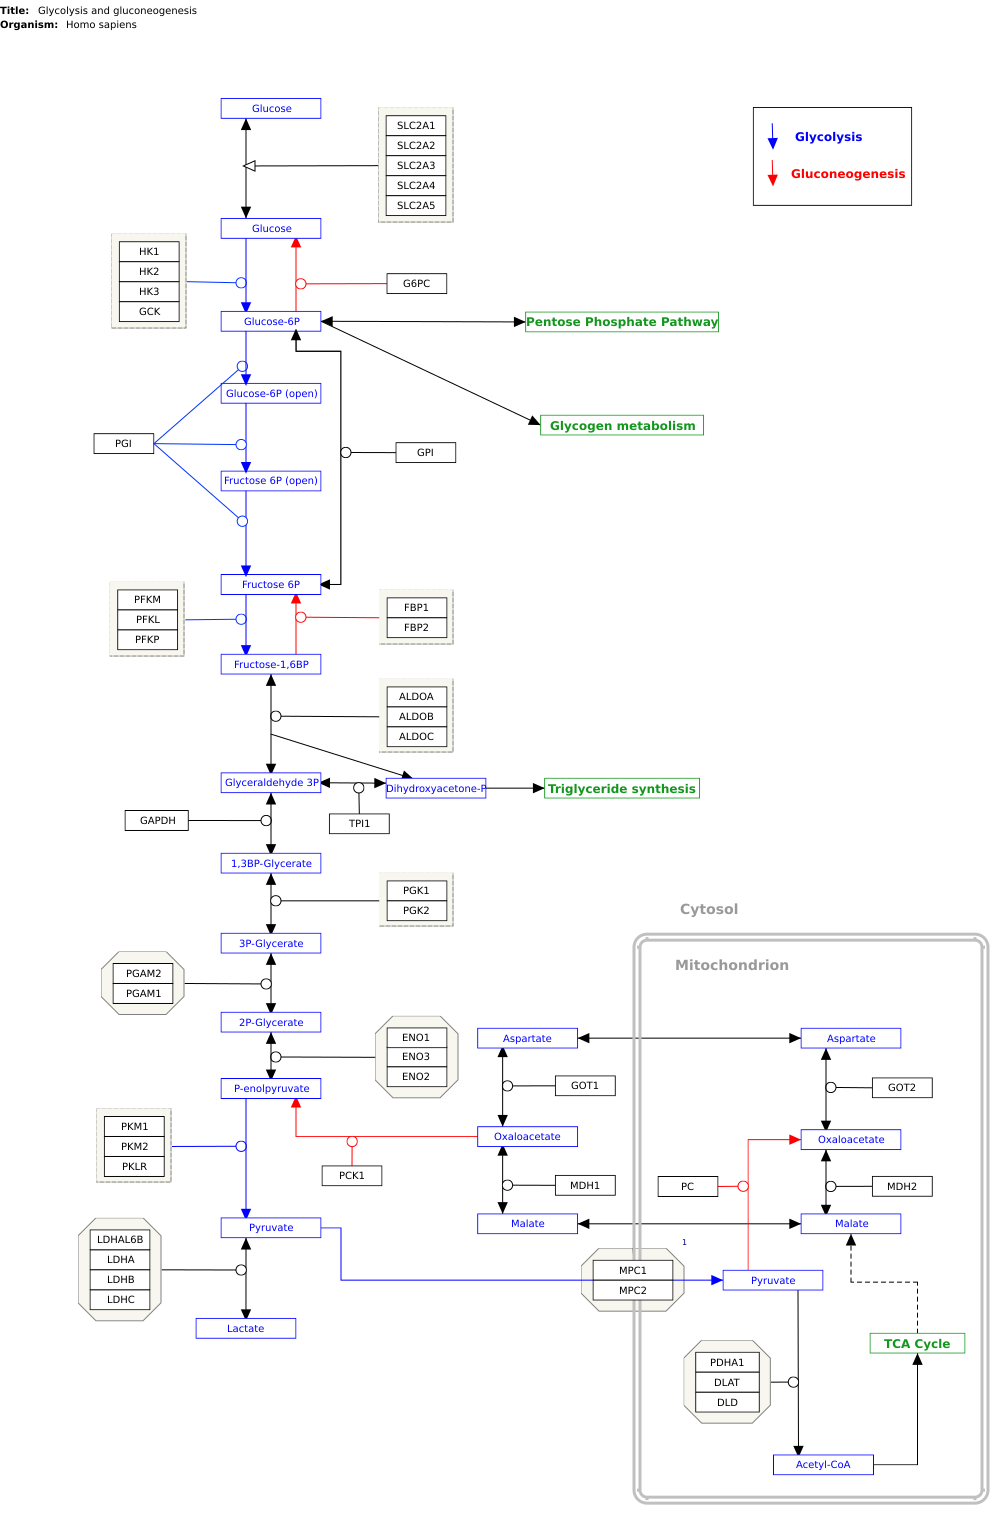 Title: Glycolysis and gluconeogenesis
Organism: Homo sapiens
Glucose
SLC2A1
SLC2A2
SLC2A3
SLC2A4
SLC2A5
Glycolysis
Gluconeogenesis
Glucose
HK1
HK2
HK3
GCK
G6PC
Glucose-6P
Pentose Phosphate Pathway
Glucose-6P (open)
Glycogen metabolism
PGI
GPI
Fructose 6P (open)
Fructose 6P
PFKM
PFKL
PFKP
FBP1
FBP2
Fructose-1,6BP
ALDOA
ALDOB
ALDOC
Glyceraldehyde 3P
Dihydroxyacetone-P
Triglyceride synthesis
GAPDH
TPI1
1,3BP-Glycerate
PGK1
PGK2
Cytosol
3P-Glycerate
Mitochondrion
PGAM2
PGAM1
2P-Glycerate
ENO1
ENO3
ENO2
Aspartate
Aspartate
P-enolpyruvate
GOT1
GOT2
PKM1
PKM2
PKLR
Oxaloacetate
Oxaloacetate
PCK1
MDH1
PC
MDH2
Pyruvate
Malate
Malate
LDHAL6B
LDHA
LDHB
LDHC
1
MPC1
MPC2
Pyruvate
Lactate
TCA Cycle
PDHA1
DLAT
DLD
Acetyl-CoA